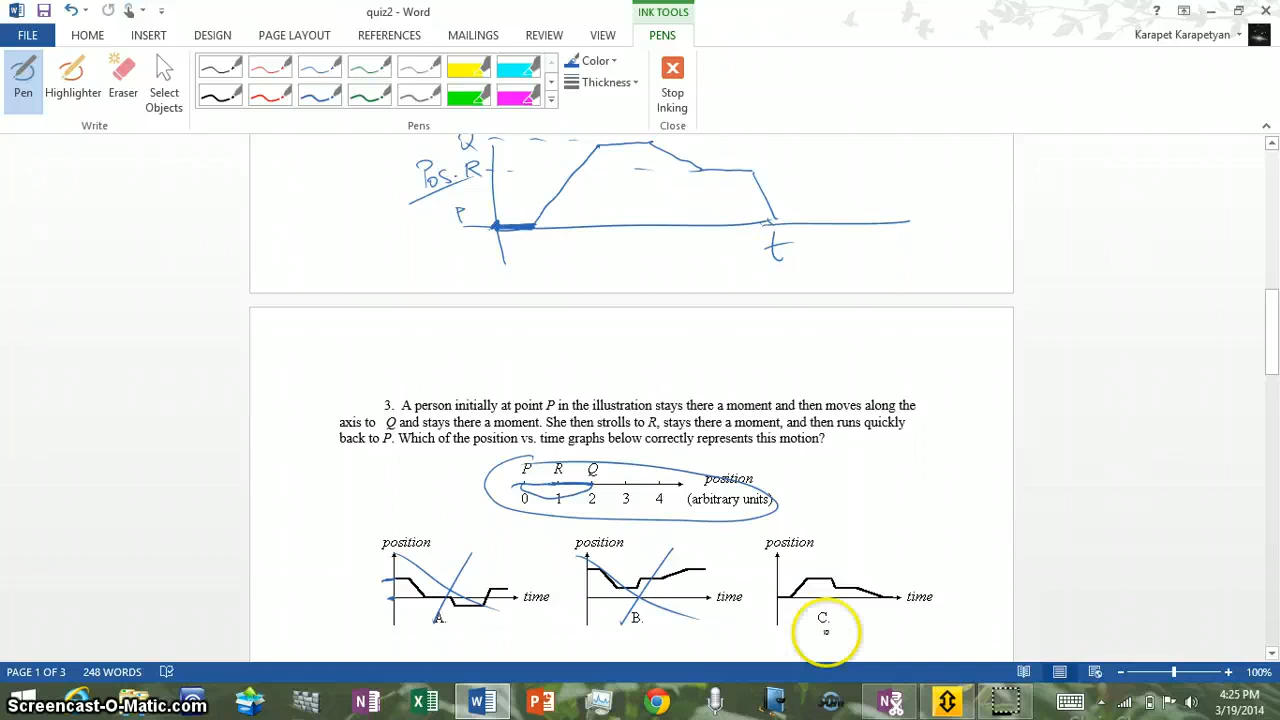 quiz2 - Word
INK TOOLS
?
FILE
HOME
INSERT
DESIGN
PAGE LAYOUT
REFERENCES
MAILINGS
REVIEW
VIEW
PENS
Karapet Karapetyan
Pen
Highlighter
Eraser
Select Objects
Color
Thickness
Stop Inking
Write
Pens
Close
Q
Pos. R
P
t
3. A person initially at point P in the illustration stays there a moment and then moves along the
axis to Q and stays there a moment. She then strolls to R, stays there a moment, and then runs quickly
back to P. Which of the position vs. time graphs below correctly represents this motion?
P R Q
position
0 1 2 3 4 (arbitrary units)
position
position
position
time
time
time
A.
B.
C.
PAGE 1 OF 3
248 WORDS
100%
4:25 PM
3/19/2014
Screencast-O-Matic.com